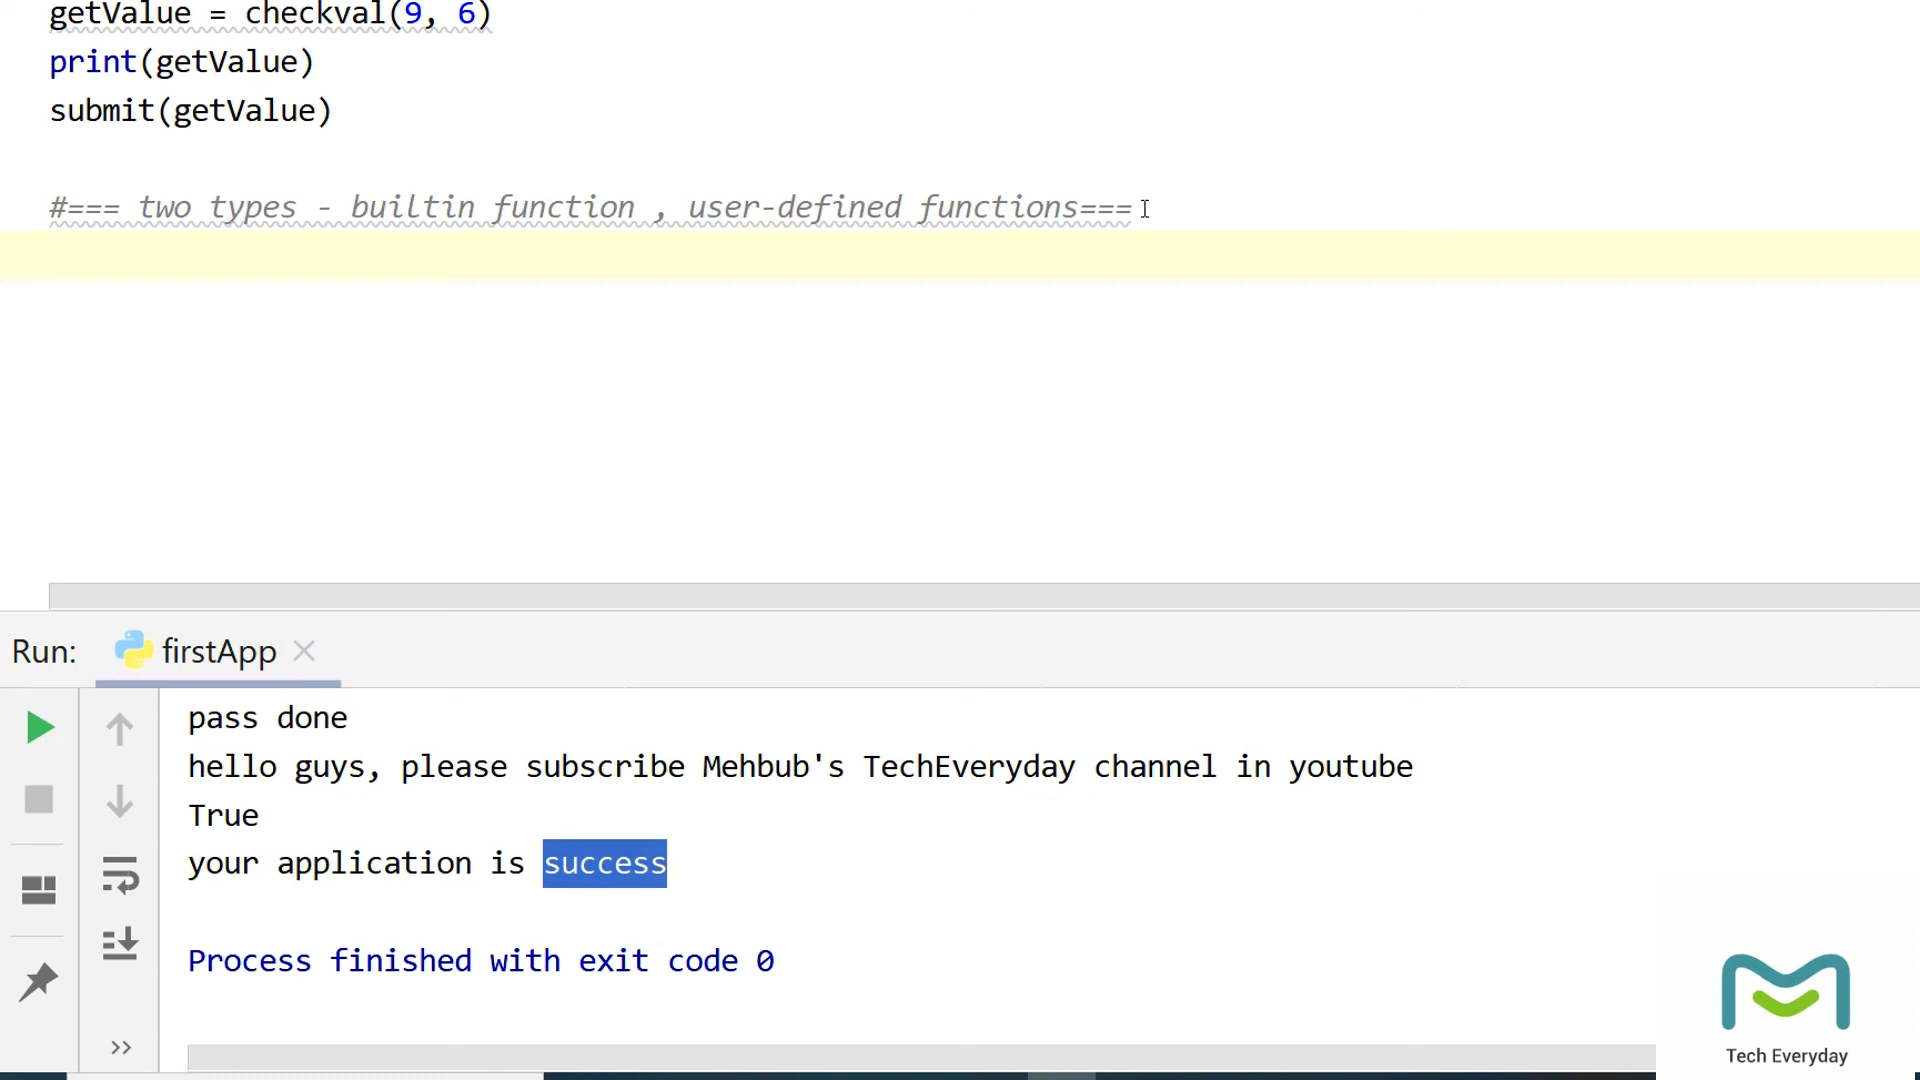 getValue = checkval(9, 6)
print(getValue)
submit(getValue)
#=== two types - builtin function , user-defined functions===
Run: firstApp
pass done
hello guys, please subscribe Mehbub's TechEveryday channel in youtube
True
your application is success
Process finished with exit code 0
Tech Everyday